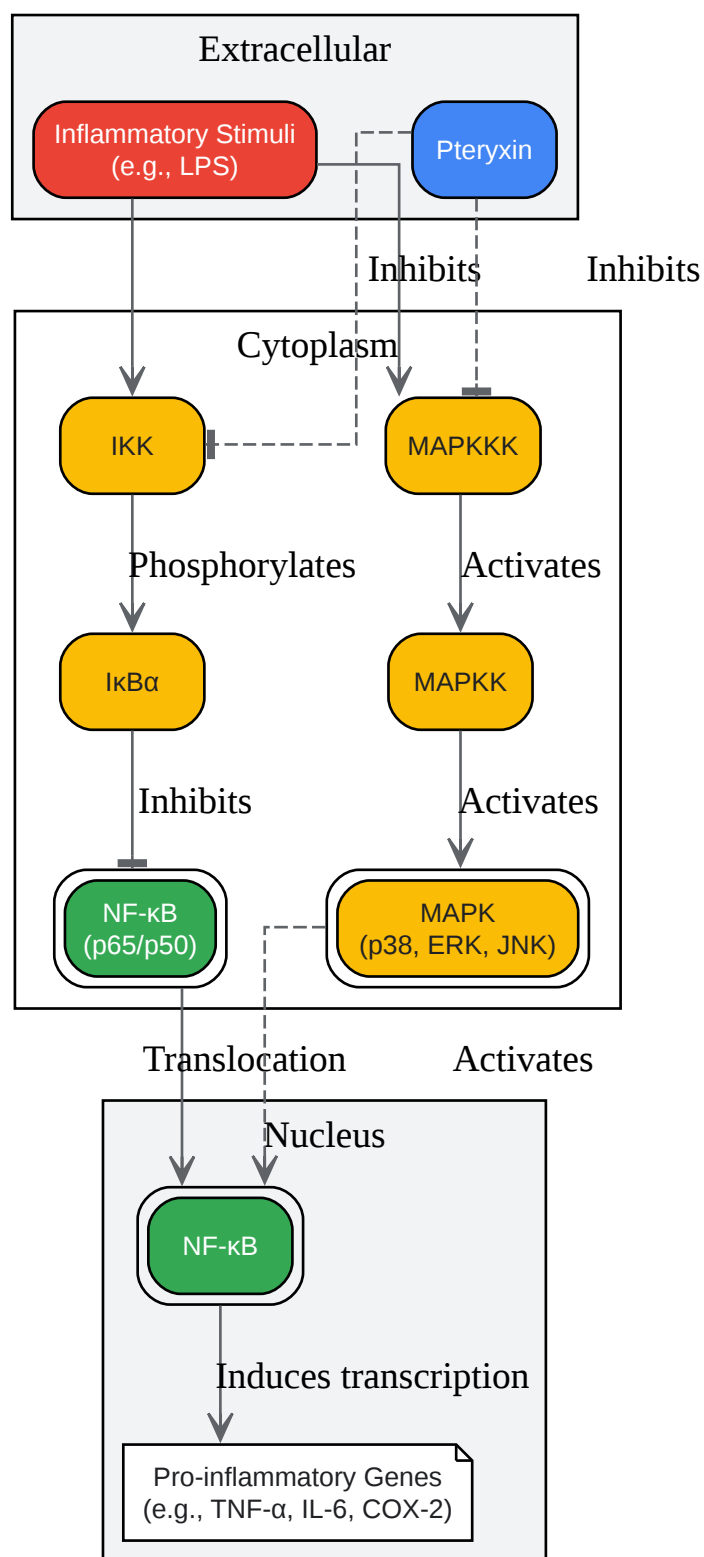 Extracellular
Inflammatory Stimuli
(e.g., LPS)
Pteryxin
Inhibits
Inhibits
Cytoplasm
IKK
MAPKKK
Phosphorylates
Activates
IκBα
MAPKK
Inhibits
Activates
NF-κB
(p65/p50)
MAPK
(p38, ERK, JNK)
Translocation
Activates
Nucleus
NF-κB
Induces transcription
Pro-inflammatory Genes
(e.g., TNF-α, IL-6, COX-2)